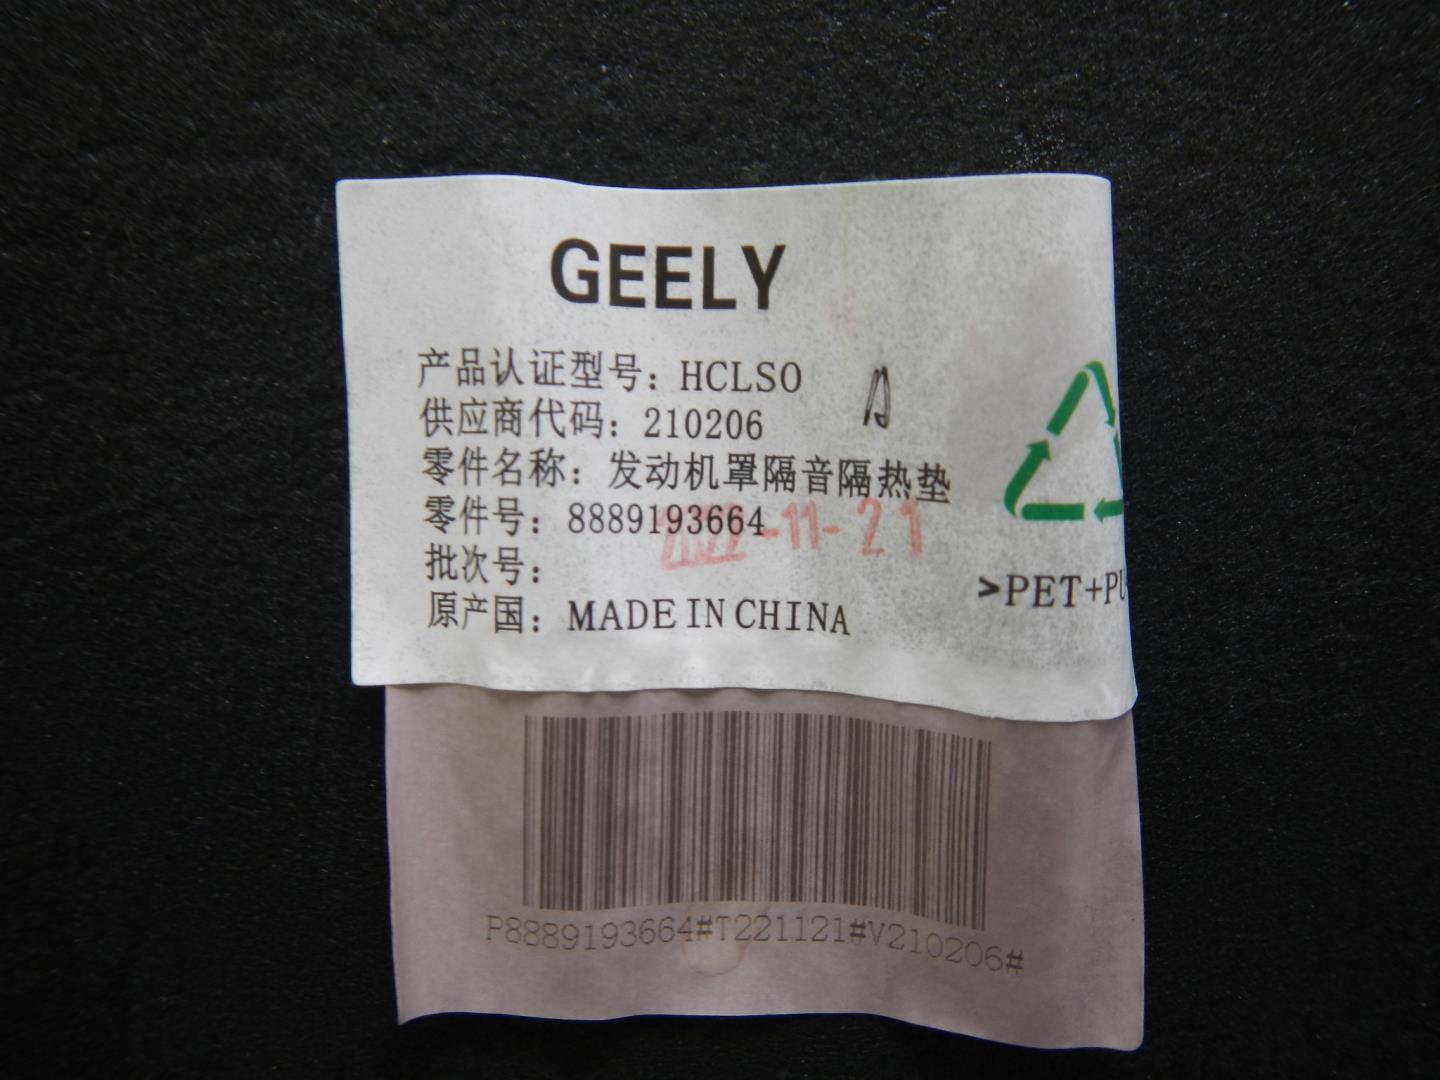 GEELY
产品认证型号：HCLSO
供应商代码：210206
零件名称：发动机罩隔音隔热垫
零件号：8889193664
2022-11-21
批次号：
原产国：MADE IN CHINA
>PET+PU
P8889193664#T221121#V210206#